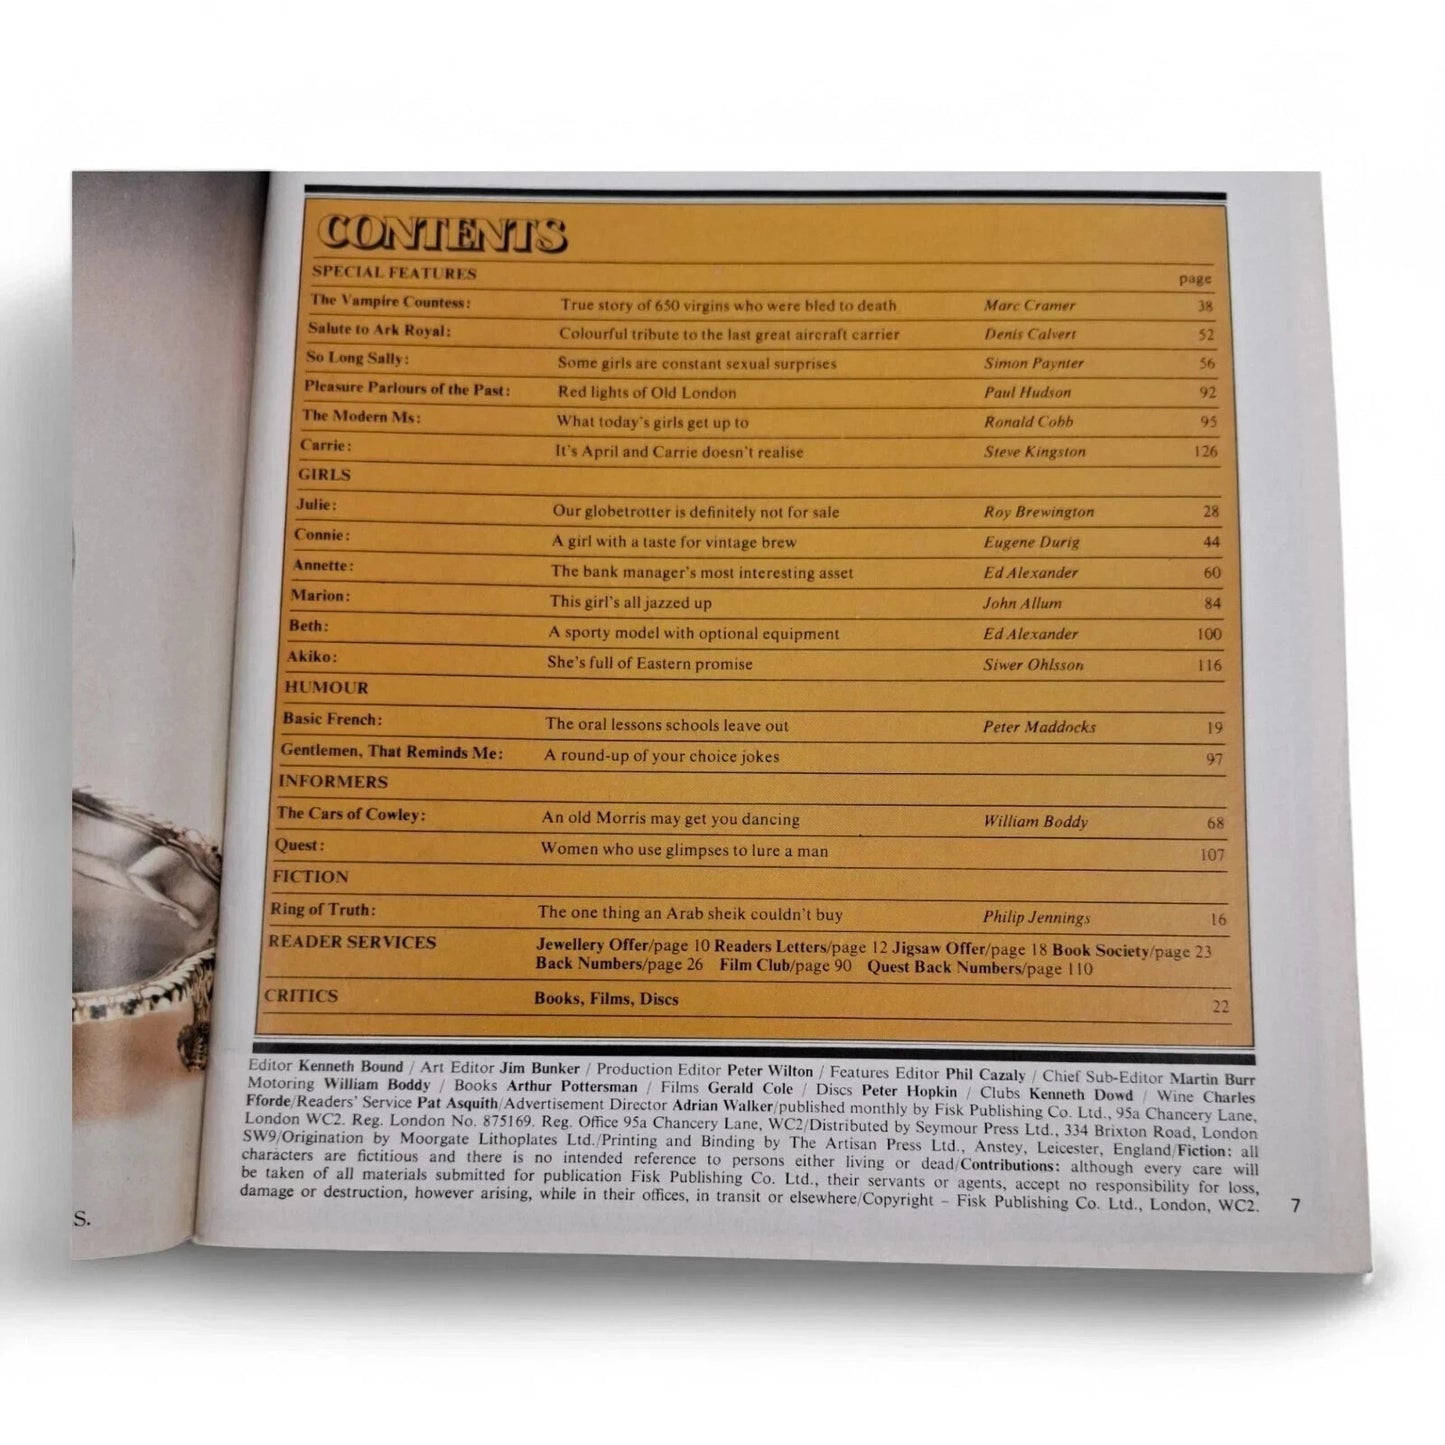 CONTENTS
SPECIAL FEATURES page
The Vampire Countess: True story of 650 virgins who were bled to death Marc Cramer 38
Salute to Ark Royal: Colourful tribute to the last great aircraft carrier Denis Calvert 52
So Long Sally: Some girls are constant sexual surprises Simon Paynter 56
Pleasure Parlours of the Past: Red lights of Old London Paul Hudson 92
The Modern Ms: What today's girls get up to Ronald Cobb 95
Carrie: It's April and Carrie doesn't realise Steve Kingston 126
GIRLS
Julie: Our globetrotter is definitely not for sale Roy Brewington 28
Connie: A girl with a taste for vintage brew Eugene Durig 44
Annette: The bank manager's most interesting asset Ed Alexander 60
Marion: This girl's all jazzed up John Allum 84
Beth: A sporty model with optional equipment Ed Alexander 100
Akiko: She's full of Eastern promise Siwer Ohlsson 116
HUMOUR
Basic French: The oral lessons schools leave out Peter Maddocks 19
Gentlemen, That Reminds Me: A round-up of your choice jokes 97
INFORMERS
The Cars of Cowley: An old Morris may get you dancing William Boddy 68
Quest: Women who use glimpses to lure a man 107
FICTION
Ring of Truth: The one thing an Arab sheik couldn't buy Philip Jennings 16
READER SERVICES Jewellery Offer/page 10 Readers Letters/page 12 Jigsaw Offer/page 18 Book Society/page 23
Back Numbers/page 26 Film Club/page 90 Quest Back Numbers/page 110
CRITICS Books, Films, Discs 22
Editor Kenneth Bound / Art Editor Jim Bunker / Production Editor Peter Wilton / Features Editor Phil Cazaly / Chief Sub-Editor Martin Burr
Motoring William Boddy / Books Arthur Pottersman / Films Gerald Cole / Discs Peter Hopkin / Clubs Kenneth Dowd / Wine Charles
Fforde/Readers' Service Pat Asquith/Advertisement Director Adrian Walker/published monthly by Fisk Publishing Co. Ltd., 95a Chancery Lane,
London WC2. Reg. London No. 875169. Reg. Office 95a Chancery Lane, WC2/Distributed by Seymour Press Ltd., 334 Brixton Road, London
SW9/Origination by Moorgate Lithoplates Ltd./Printing and Binding by The Artisan Press Ltd., Anstey, Leicester, England/Fiction: all
characters are fictitious and there is no intended reference to persons either living or dead/Contributions: although every care will
be taken of all materials submitted for publication Fisk Publishing Co. Ltd., their servants or agents, accept no responsibility for loss,
damage or destruction, however arising, while in their offices, in transit or elsewhere/Copyright – Fisk Publishing Co. Ltd., London, WC2. 7
S.